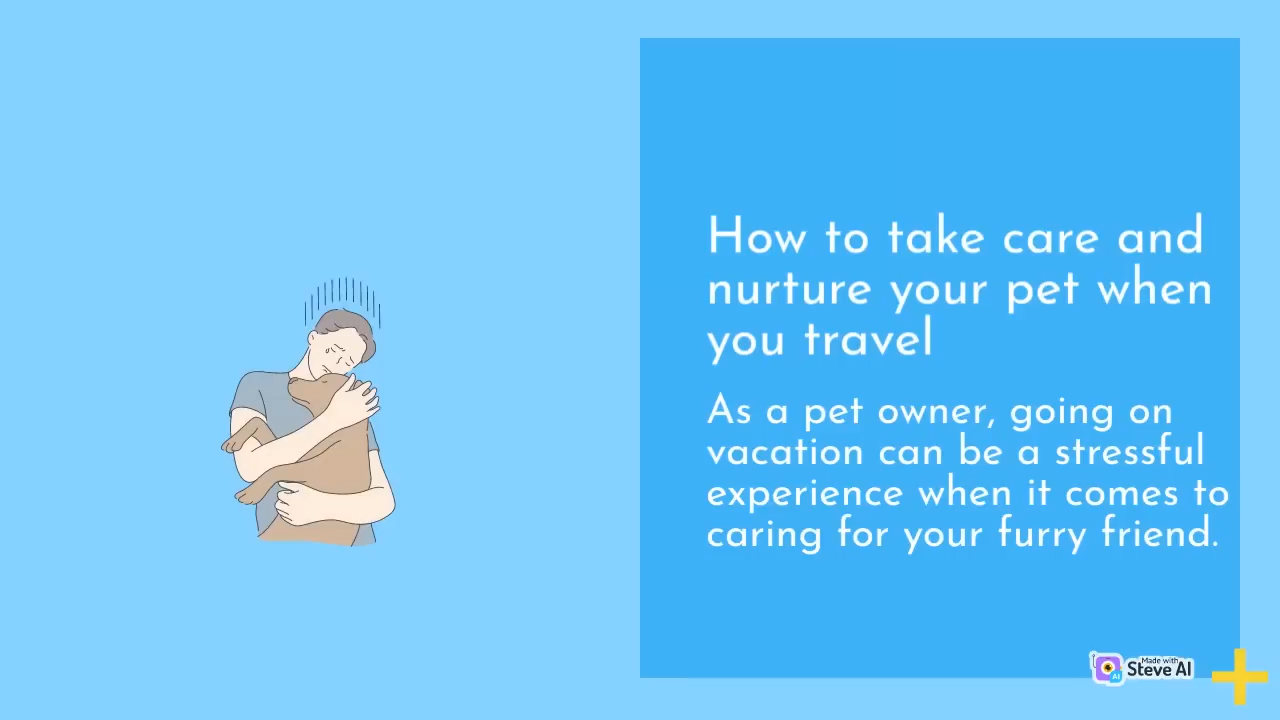 How to take care and
nurture your pet when
you travel
As a pet owner, going on
vacation can be a stressful
experience when it comes to
caring for your furry friend.
Made with
Steve AI
AI